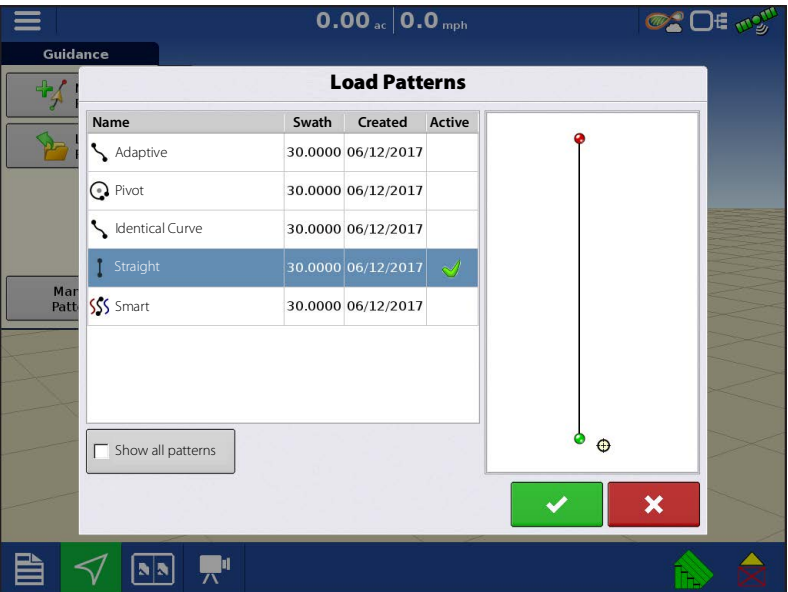 0.00 ac 0.0 mph
Guidance
Load Patterns
Name Swath Created Active
Adaptive 30.0000 06/12/2017
Pivot 30.0000 06/12/2017
Identical Curve 30.0000 06/12/2017
Straight 30.0000 06/12/2017
Smart 30.0000 06/12/2017
Show all patterns